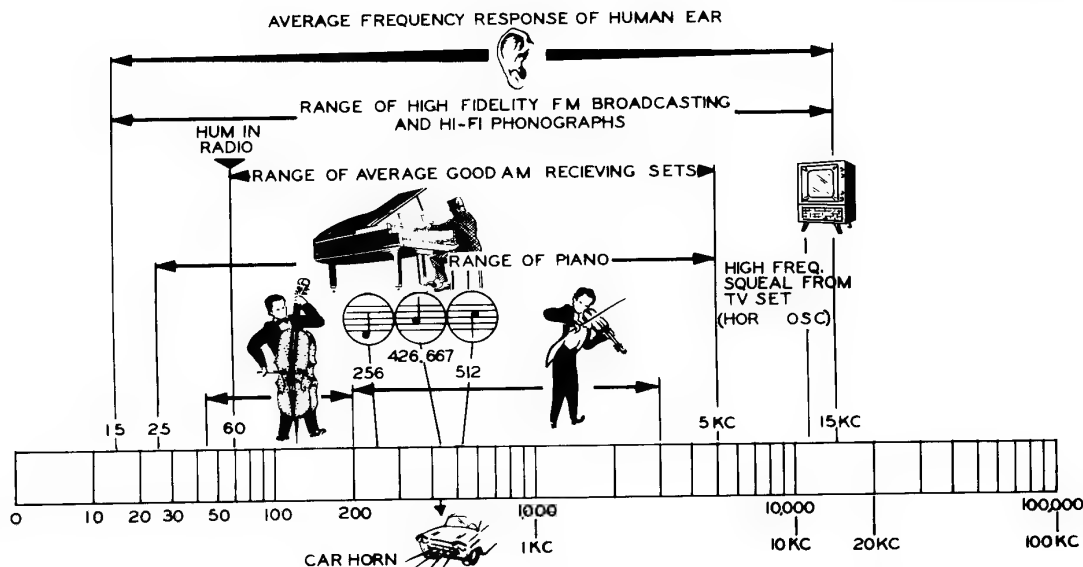 AVERAGE FREQUENCY RESPONSE OF HUMAN EAR
RANGE OF HIGH FIDELITY FM BROADCASTING
AND HI-FI PHONOGRAPHS
HUM IN
RADIO
RANGE OF AVERAGE GOOD AM RECIEVING SETS
RANGE OF PIANO
HIGH FREQ.
SQUEAL FROM
TV SET
(HOR OSC)
426.667
256
512
15
25
60
5 KC
15 KC
0
10
20
30
50
100
200
1,000
10,000
100,000
1 KC
10 KC
20 KC
100 KC
CAR HORN